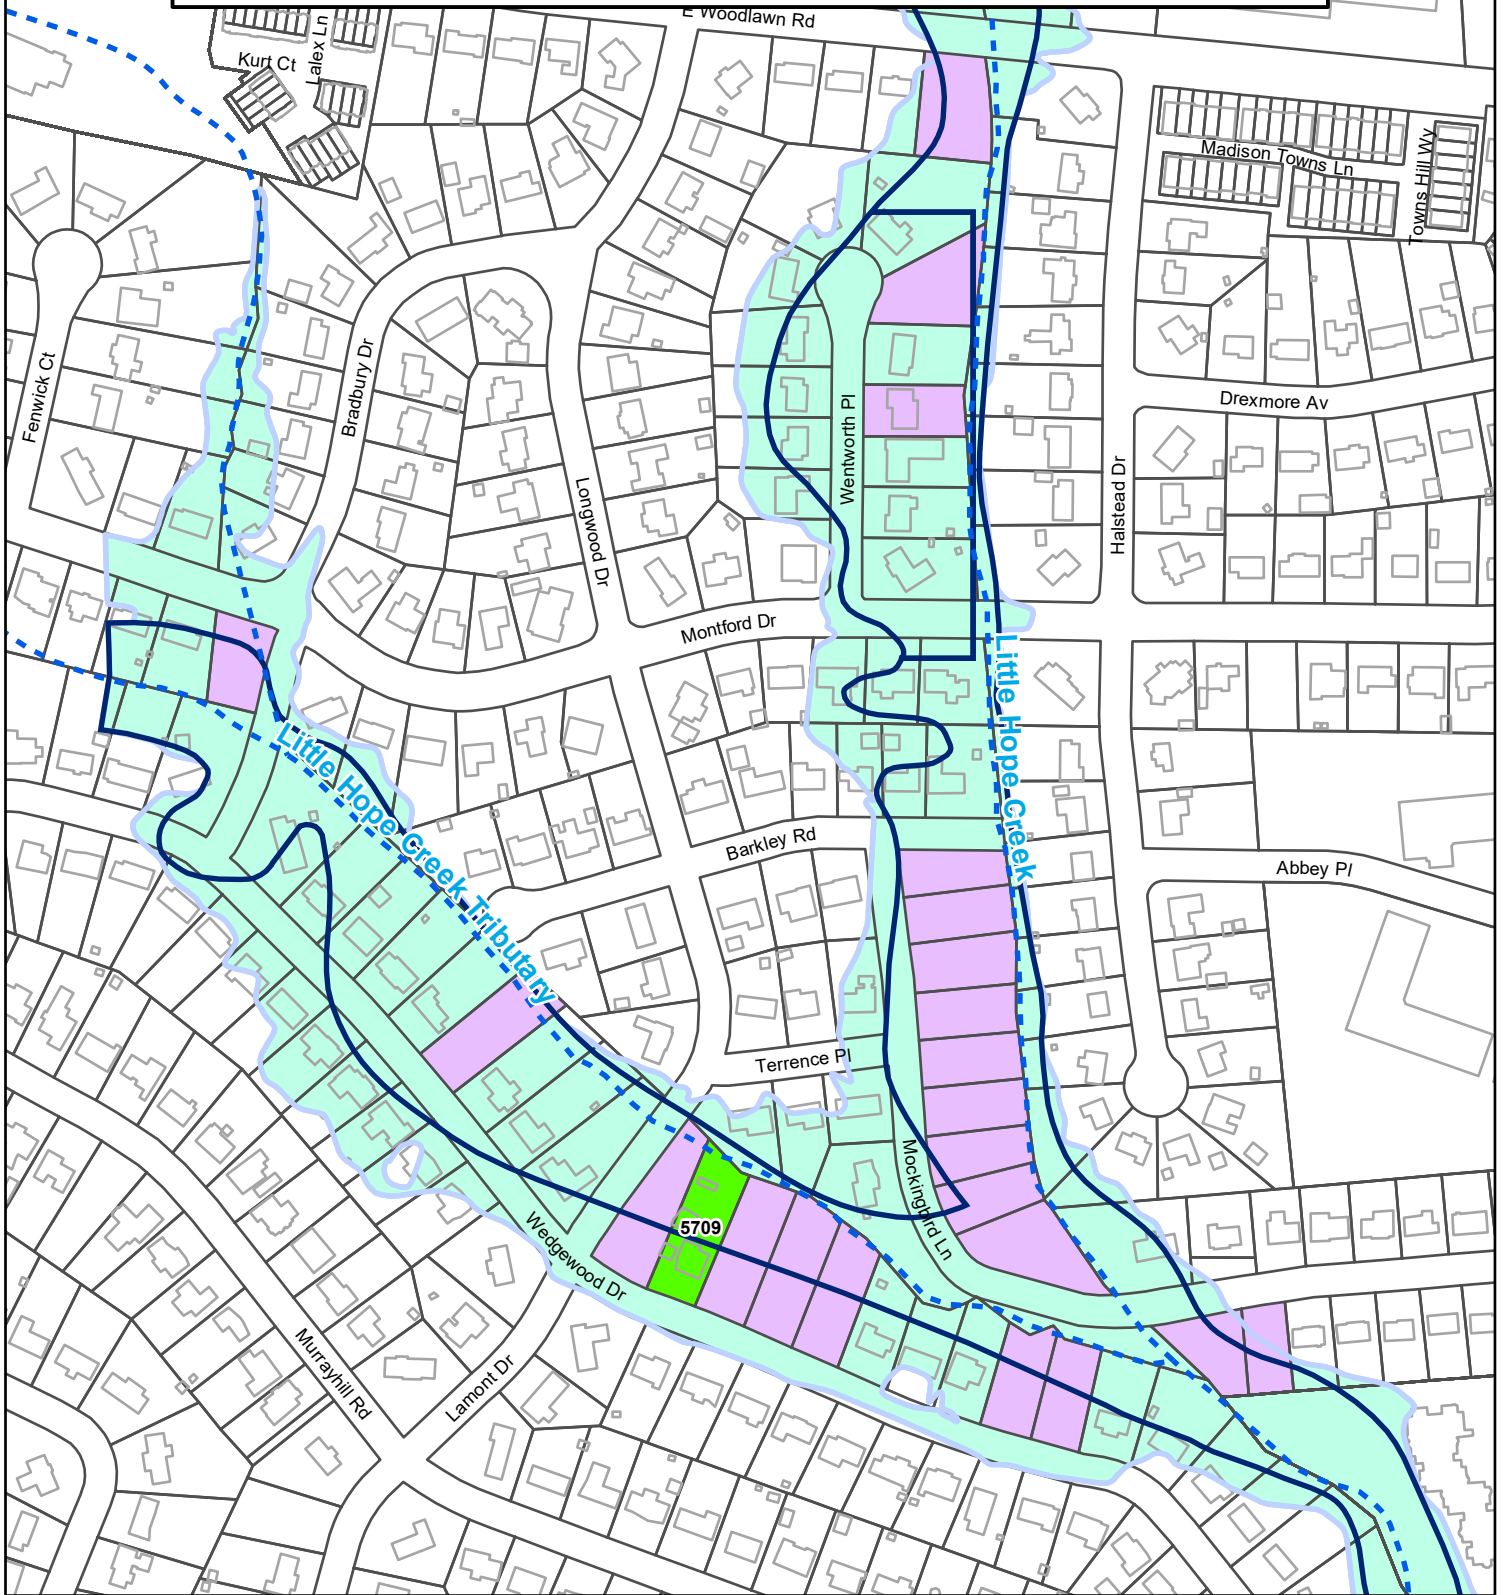 E Woodlawn Rd
Kurt Ct
Lalex Ln
Madison Towns Ln
Towns Hill Wy
Fenwick Ct
Bradbury Dr
Longwood Dr
Wentworth Pl
Halstead Dr
Drexmore Av
Montford Dr
Little Hope Creek
Little Hope Creek Tributary
Barkley Rd
Abbey Pl
Terrence Pl
Mockingbird Ln
5709
Wedgewood Dr
Murrayhill Rd
Lamont Dr